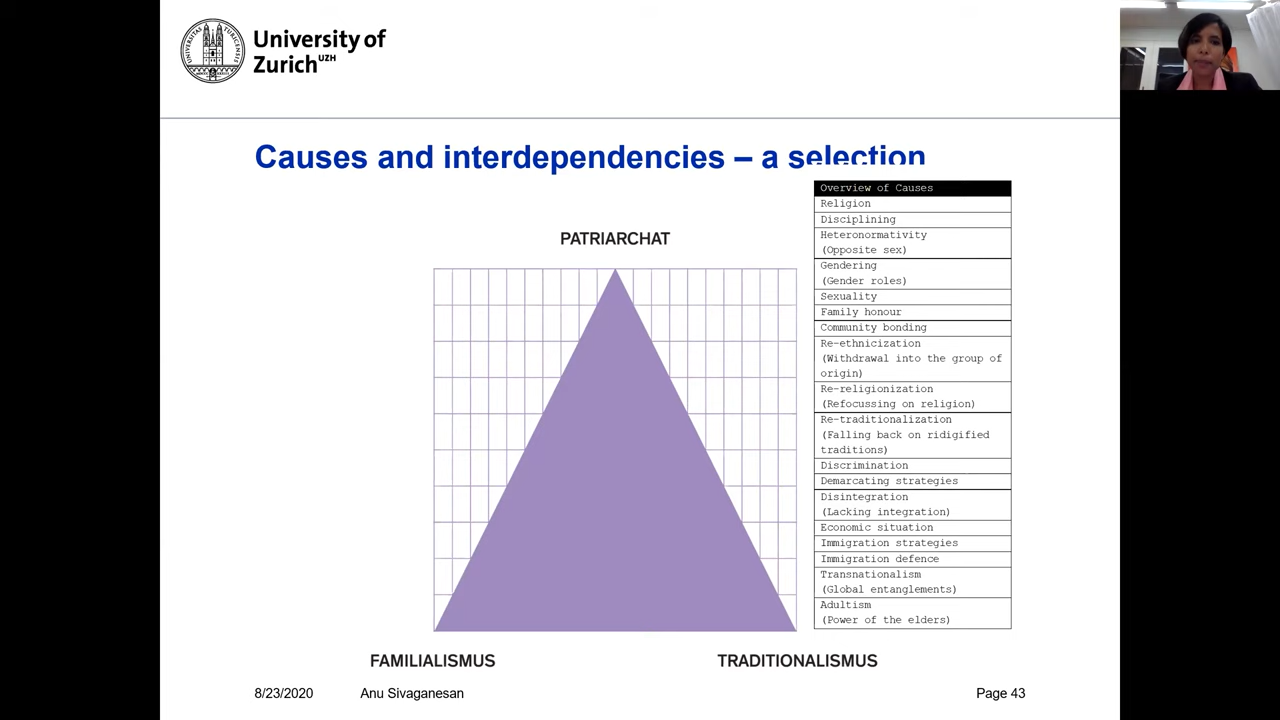 University of
Zurich UZH
Causes and interdependencies – a selection
PATRIARCHAT
FAMILIALISMUS
TRADITIONALISMUS
Overview of Causes
Religion
Disciplining
Heteronormativity
(Opposite sex)
Gendering
(Gender roles)
Sexuality
Family honour
Community bonding
Re-ethnicization
(Withdrawal into the group of
origin)
Re-religionization
(Refocussing on religion)
Re-traditionalization
(Falling back on ridigified
traditions)
Discrimination
Demarcating strategies
Disintegration
(Lacking integration)
Economic situation
Immigration strategies
Immigration defence
Transnationalism
(Global entanglements)
Adultism
(Power of the elders)
8/23/2020
Anu Sivaganesan
Page 43